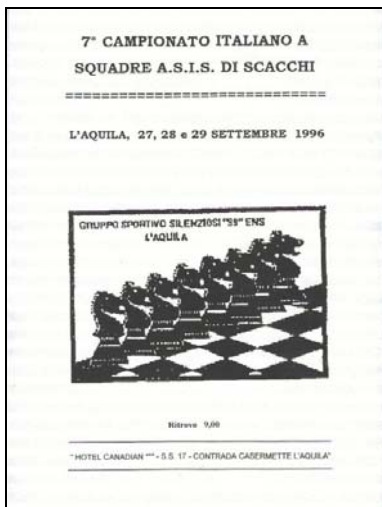 7° CAMPIONATO ITALIANO A
SQUADRE A.S.I.S. DI SCACCHI
L'AQUILA, 27, 28 e 29 SETTEMBRE 1996
GRUPPO SPORTIVO SILENZIOSI "99" ENS
L'AQUILA
Ritrovo 9,00
"HOTEL CANADIAN *** - S.S. 17 - CONTRADA CASERMETTE L'AQUILA"